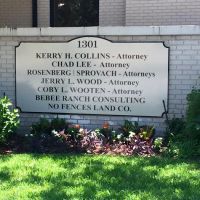 1301
KERRY H. COLLINS - Attorney
CHAD LEE - Attorney
ROSENBERG | SPROVACH - Attorneys
JERRY L. WOOD - Attorney
COBY L. WOOTEN - Attorney
BEBEE RANCH CONSULTING
NO FENCES LAND CO.